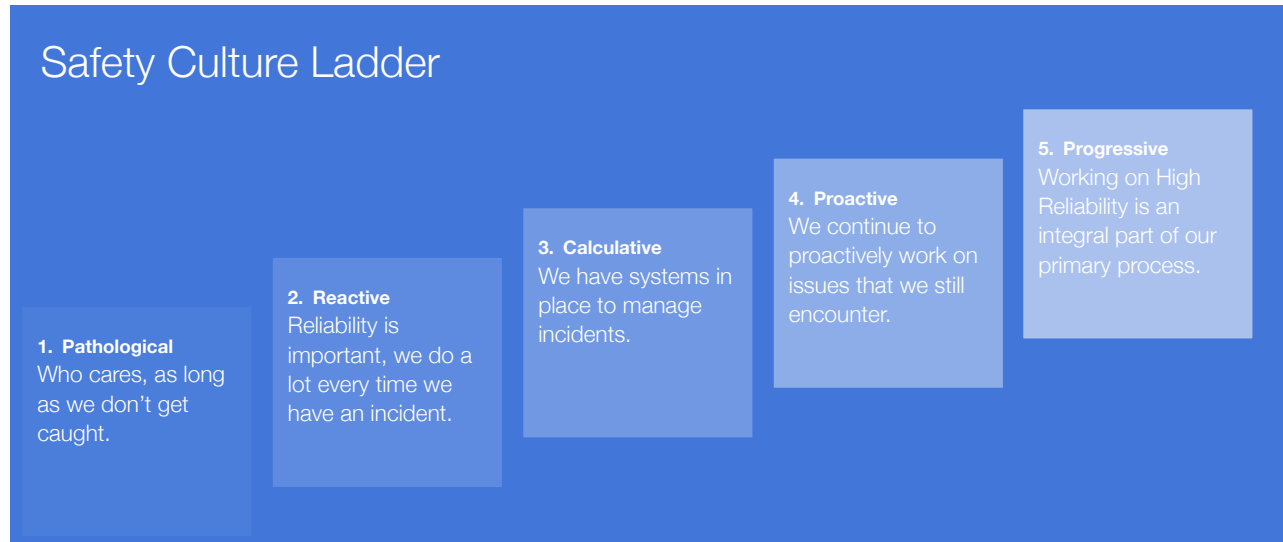 Safety Culture Ladder
1. Pathological
Who cares, as long
as we don't get
caught.
2. Reactive
Reliability is
important, we do a
lot every time we
have an incident.
3. Calculative
We have systems in
place to manage
incidents.
4. Proactive
We continue to
proactively work on
issues that we still
encounter.
5. Progressive
Working on High
Reliability is an
integral part of our
primary process.